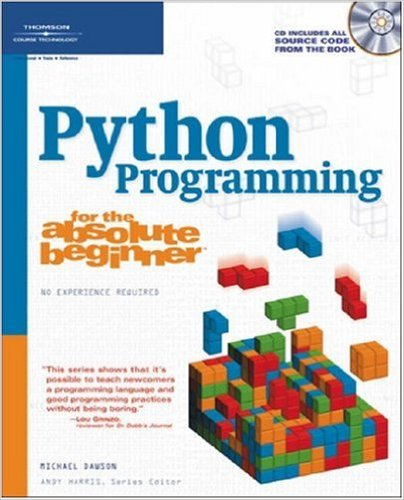 THOMSON
COURSE TECHNOLOGY
CD INCLUDES ALL
SOURCE CODE
FROM THE BOOK
Python
Programming
for the
absolute
beginner™
NO EXPERIENCE REQUIRED
"This series shows that it's
possible to teach newcomers
a programming language and
good programming practices
without being boring."
—Lou Grinzo,
reviewer for Dr. Dobb's Journal
MICHAEL DAWSON
ANDY HARRIS, Series Editor